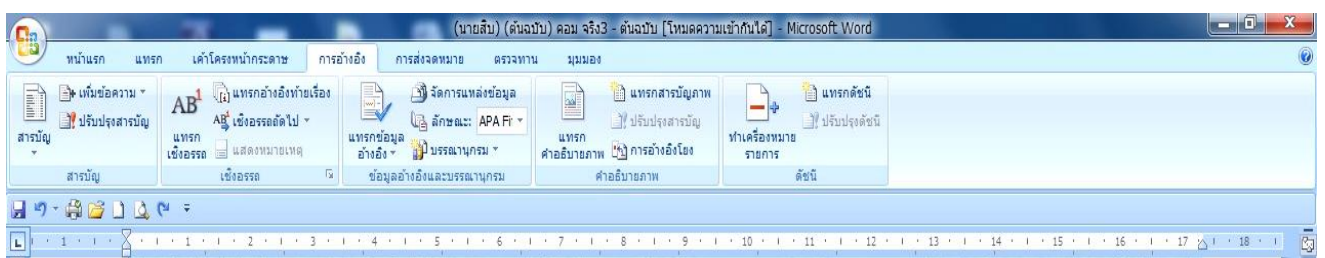 (นายสิบ) (ต้นฉบับ) คอม จริง3 - ต้นฉบับ [โหมดความเข้ากันได้] - Microsoft Word
หน้าแรก แทรก เค้าโครงหน้ากระดาษ การอ้างอิง การส่งจดหมาย ตรวจทาน มุมมอง
สารบัญ
เพิ่มข้อความ
ปรับปรุงสารบัญ
สารบัญ
AB1
แทรกเชิงอรรถ
แทรกอ้างอิงท้ายเรื่อง
เชิงอรรถถัดไป
แสดงหมายเหตุ
เชิงอรรถ
แทรกข้อมูล
อ้างอิง
จัดการแหล่งข้อมูล
ลักษณะ: APA Fi
บรรณานุกรม
ข้อมูลอ้างอิงและบรรณานุกรม
แทรก
คำอธิบายภาพ
แทรกสารบัญภาพ
ปรับปรุงสารบัญ
การอ้างอิงโยง
คำอธิบายภาพ
ทำเครื่องหมาย
รายการ
แทรกดัชนี
ปรับปรุงดัชนี
ดัชนี
L 1 1 2 3 4 5 6 7 8 9 10 11 12 13 14 15 16 17 18